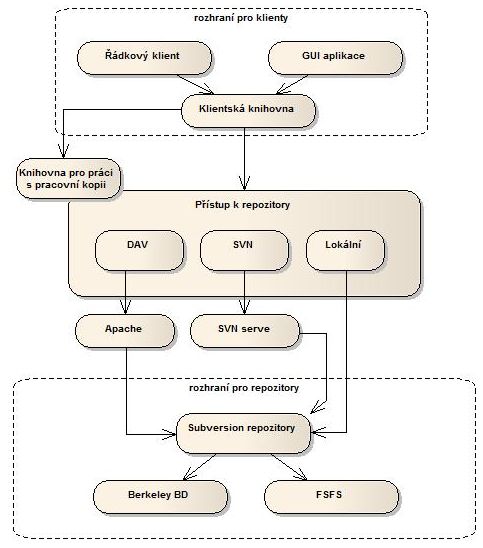 rozhraní pro klienty
Řádkový klient
GUI aplikace
Klientská knihovna
Knihovna pro práci
s pracovní kopii
Přístup k repozitory
DAV
SVN
Lokální
Apache
SVN serve
rozhraní pro repozitory
Subversion repozitory
Berkeley BD
FSFS